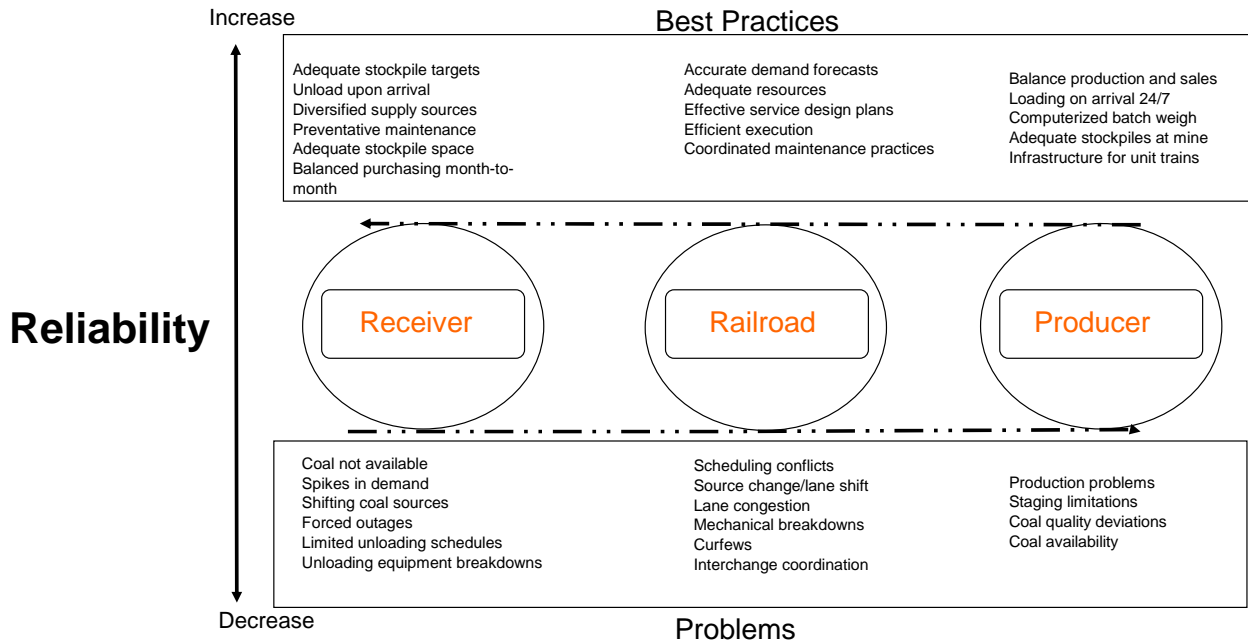 Increase
Best Practices
Adequate stockpile targets
Unload upon arrival
Diversified supply sources
Preventative maintenance
Adequate stockpile space
Balanced purchasing month-to-
month
Accurate demand forecasts
Adequate resources
Effective service design plans
Efficient execution
Coordinated maintenance practices
Balance production and sales
Loading on arrival 24/7
Computerized batch weigh
Adequate stockpiles at mine
Infrastructure for unit trains
Reliability
Receiver
Railroad
Producer
Coal not available
Spikes in demand
Shifting coal sources
Forced outages
Limited unloading schedules
Unloading equipment breakdowns
Scheduling conflicts
Source change/lane shift
Lane congestion
Mechanical breakdowns
Curfews
Interchange coordination
Production problems
Staging limitations
Coal quality deviations
Coal availability
Decrease
Problems